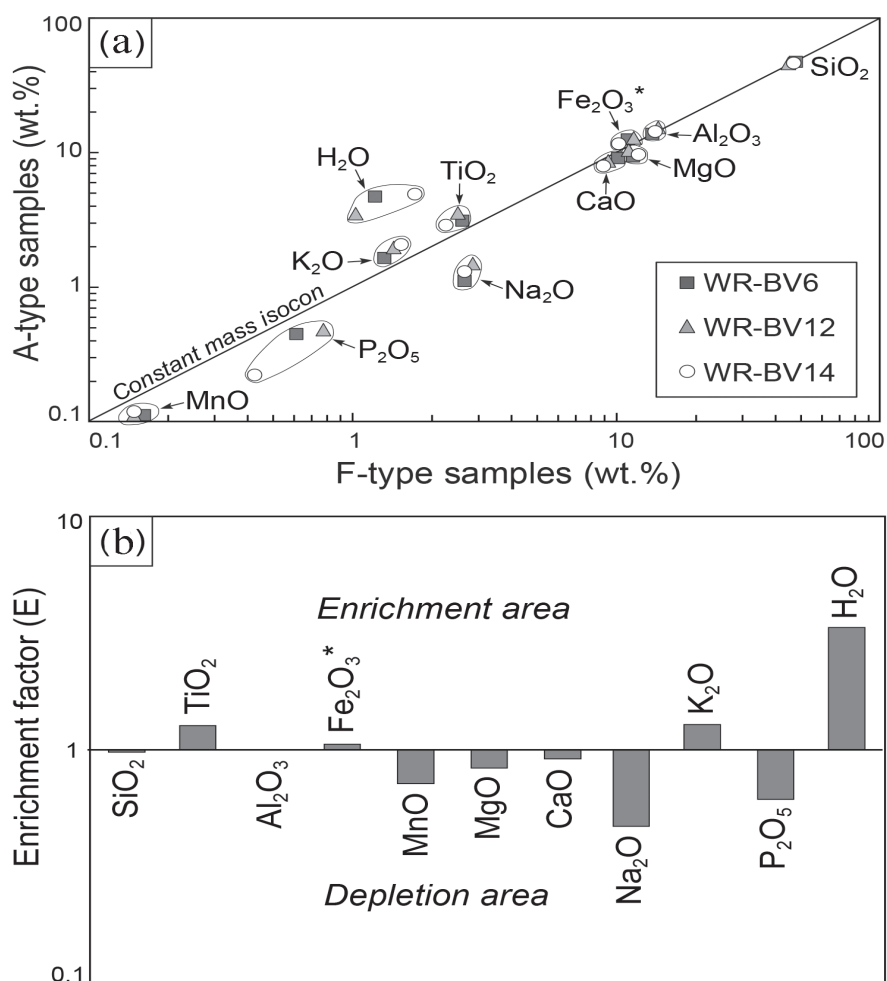 (a)
100
10
1
0.1
A-type samples (wt.%)
SiO₂
Fe₂O₃*
Al₂O₃
MgO
CaO
H₂O
TiO₂
K₂O
Na₂O
Constant mass isocon
P₂O₅
MnO
WR-BV6
WR-BV12
WR-BV14
0.1 1 10 100
F-type samples (wt.%)
(b)
10
1
0.1
Enrichment factor (E)
Enrichment area
SiO₂
TiO₂
Al₂O₃
Fe₂O₃*
MnO
MgO
CaO
Na₂O
K₂O
P₂O₅
H₂O
Depletion area